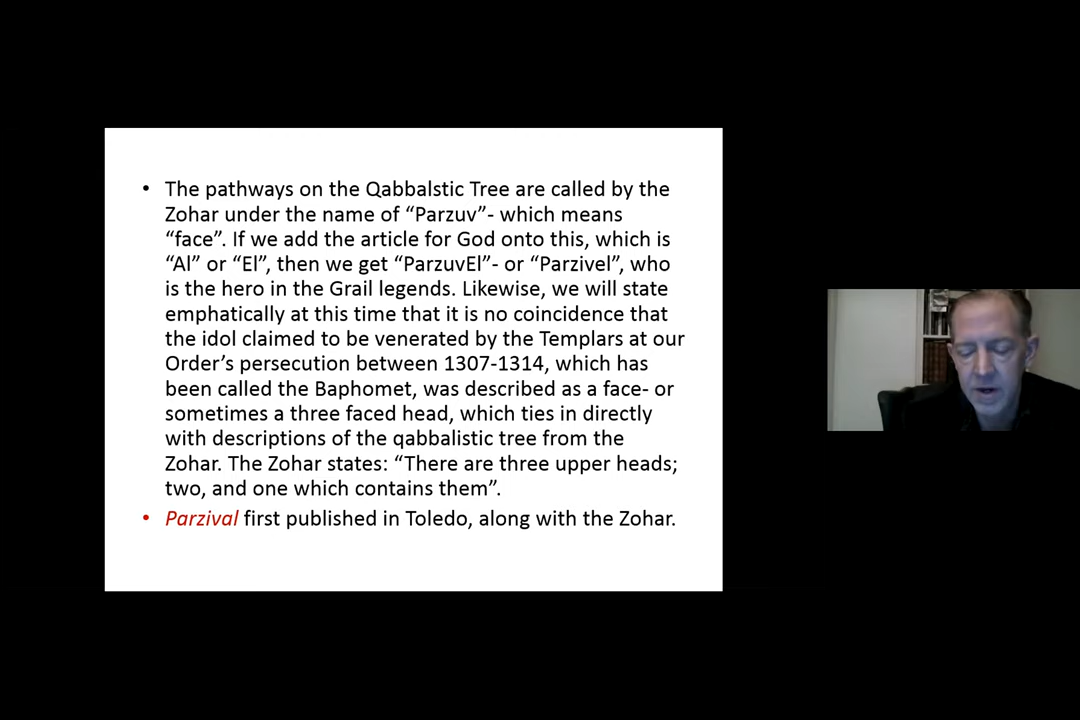 • The pathways on the Qabbalstic Tree are called by the
Zohar under the name of “Parzuv”- which means
“face”. If we add the article for God onto this, which is
“Al” or “El”, then we get “ParzuvEl”- or “Parzivel”, who
is the hero in the Grail legends. Likewise, we will state
emphatically at this time that it is no coincidence that
the idol claimed to be venerated by the Templars at our
Order’s persecution between 1307-1314, which has
been called the Baphomet, was described as a face- or
sometimes a three faced head, which ties in directly
with descriptions of the qabbalistic tree from the
Zohar. The Zohar states: “There are three upper heads;
two, and one which contains them”.
• Parzival first published in Toledo, along with the Zohar.